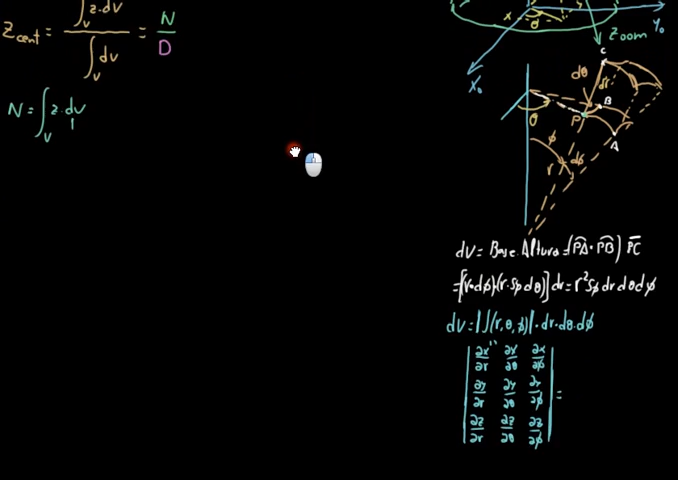 Z_cent = ∫_V z·dv / ∫_V dv = N / D
N = ∫_V z·dv
X₀
Y₀
x
θ
Zoom
C
dθ
dr
B
P
θ
A
φ
r
dφ
dv = Base·Altura = (PA·PB) PC
= [(r·dφ)·(r·sφ dθ)] dr = r²sφ dr dθ dφ
dv = |J(r, θ, φ)|·dr·dθ·dφ
∂x/∂r ∂x/∂θ ∂x/∂φ
∂y/∂r ∂y/∂θ ∂y/∂φ =
∂z/∂r ∂z/∂θ ∂z/∂φ